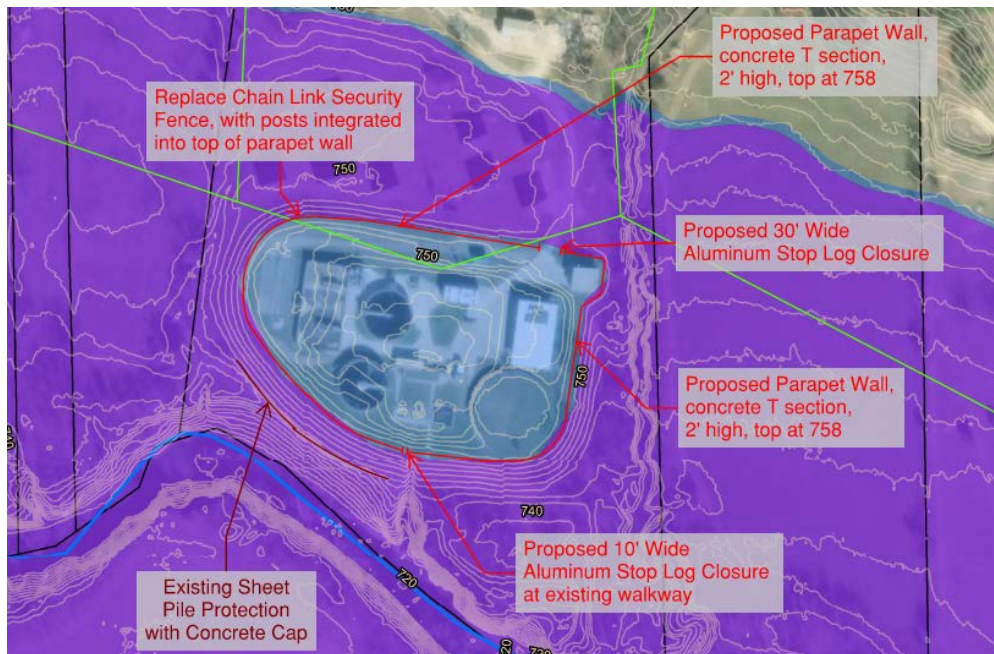 760
Proposed Parapet Wall,
concrete T section,
2' high, top at 758
Replace Chain Link Security
Fence, with posts integrated
into top of parapet wall
750
Proposed 30' Wide
Aluminum Stop Log Closure
750
750
Proposed Parapet Wall,
concrete T section,
2' high, top at 758
740
Proposed 10' Wide
Aluminum Stop Log Closure
at existing walkway
720
Existing Sheet
Pile Protection
with Concrete Cap